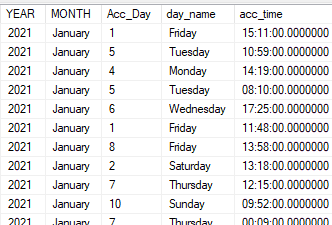 YEAR MONTH Acc_Day day_name acc_time
2021 January 1 Friday 15:11:00.0000000
2021 January 5 Tuesday 10:59:00.0000000
2021 January 4 Monday 14:19:00.0000000
2021 January 5 Tuesday 08:10:00.0000000
2021 January 6 Wednesday 17:25:00.0000000
2021 January 1 Friday 11:48:00.0000000
2021 January 8 Friday 13:58:00.0000000
2021 January 2 Saturday 13:18:00.0000000
2021 January 7 Thursday 12:15:00.0000000
2021 January 10 Sunday 09:52:00.0000000
2021 January 7 Thursday 00:09:00.0000000